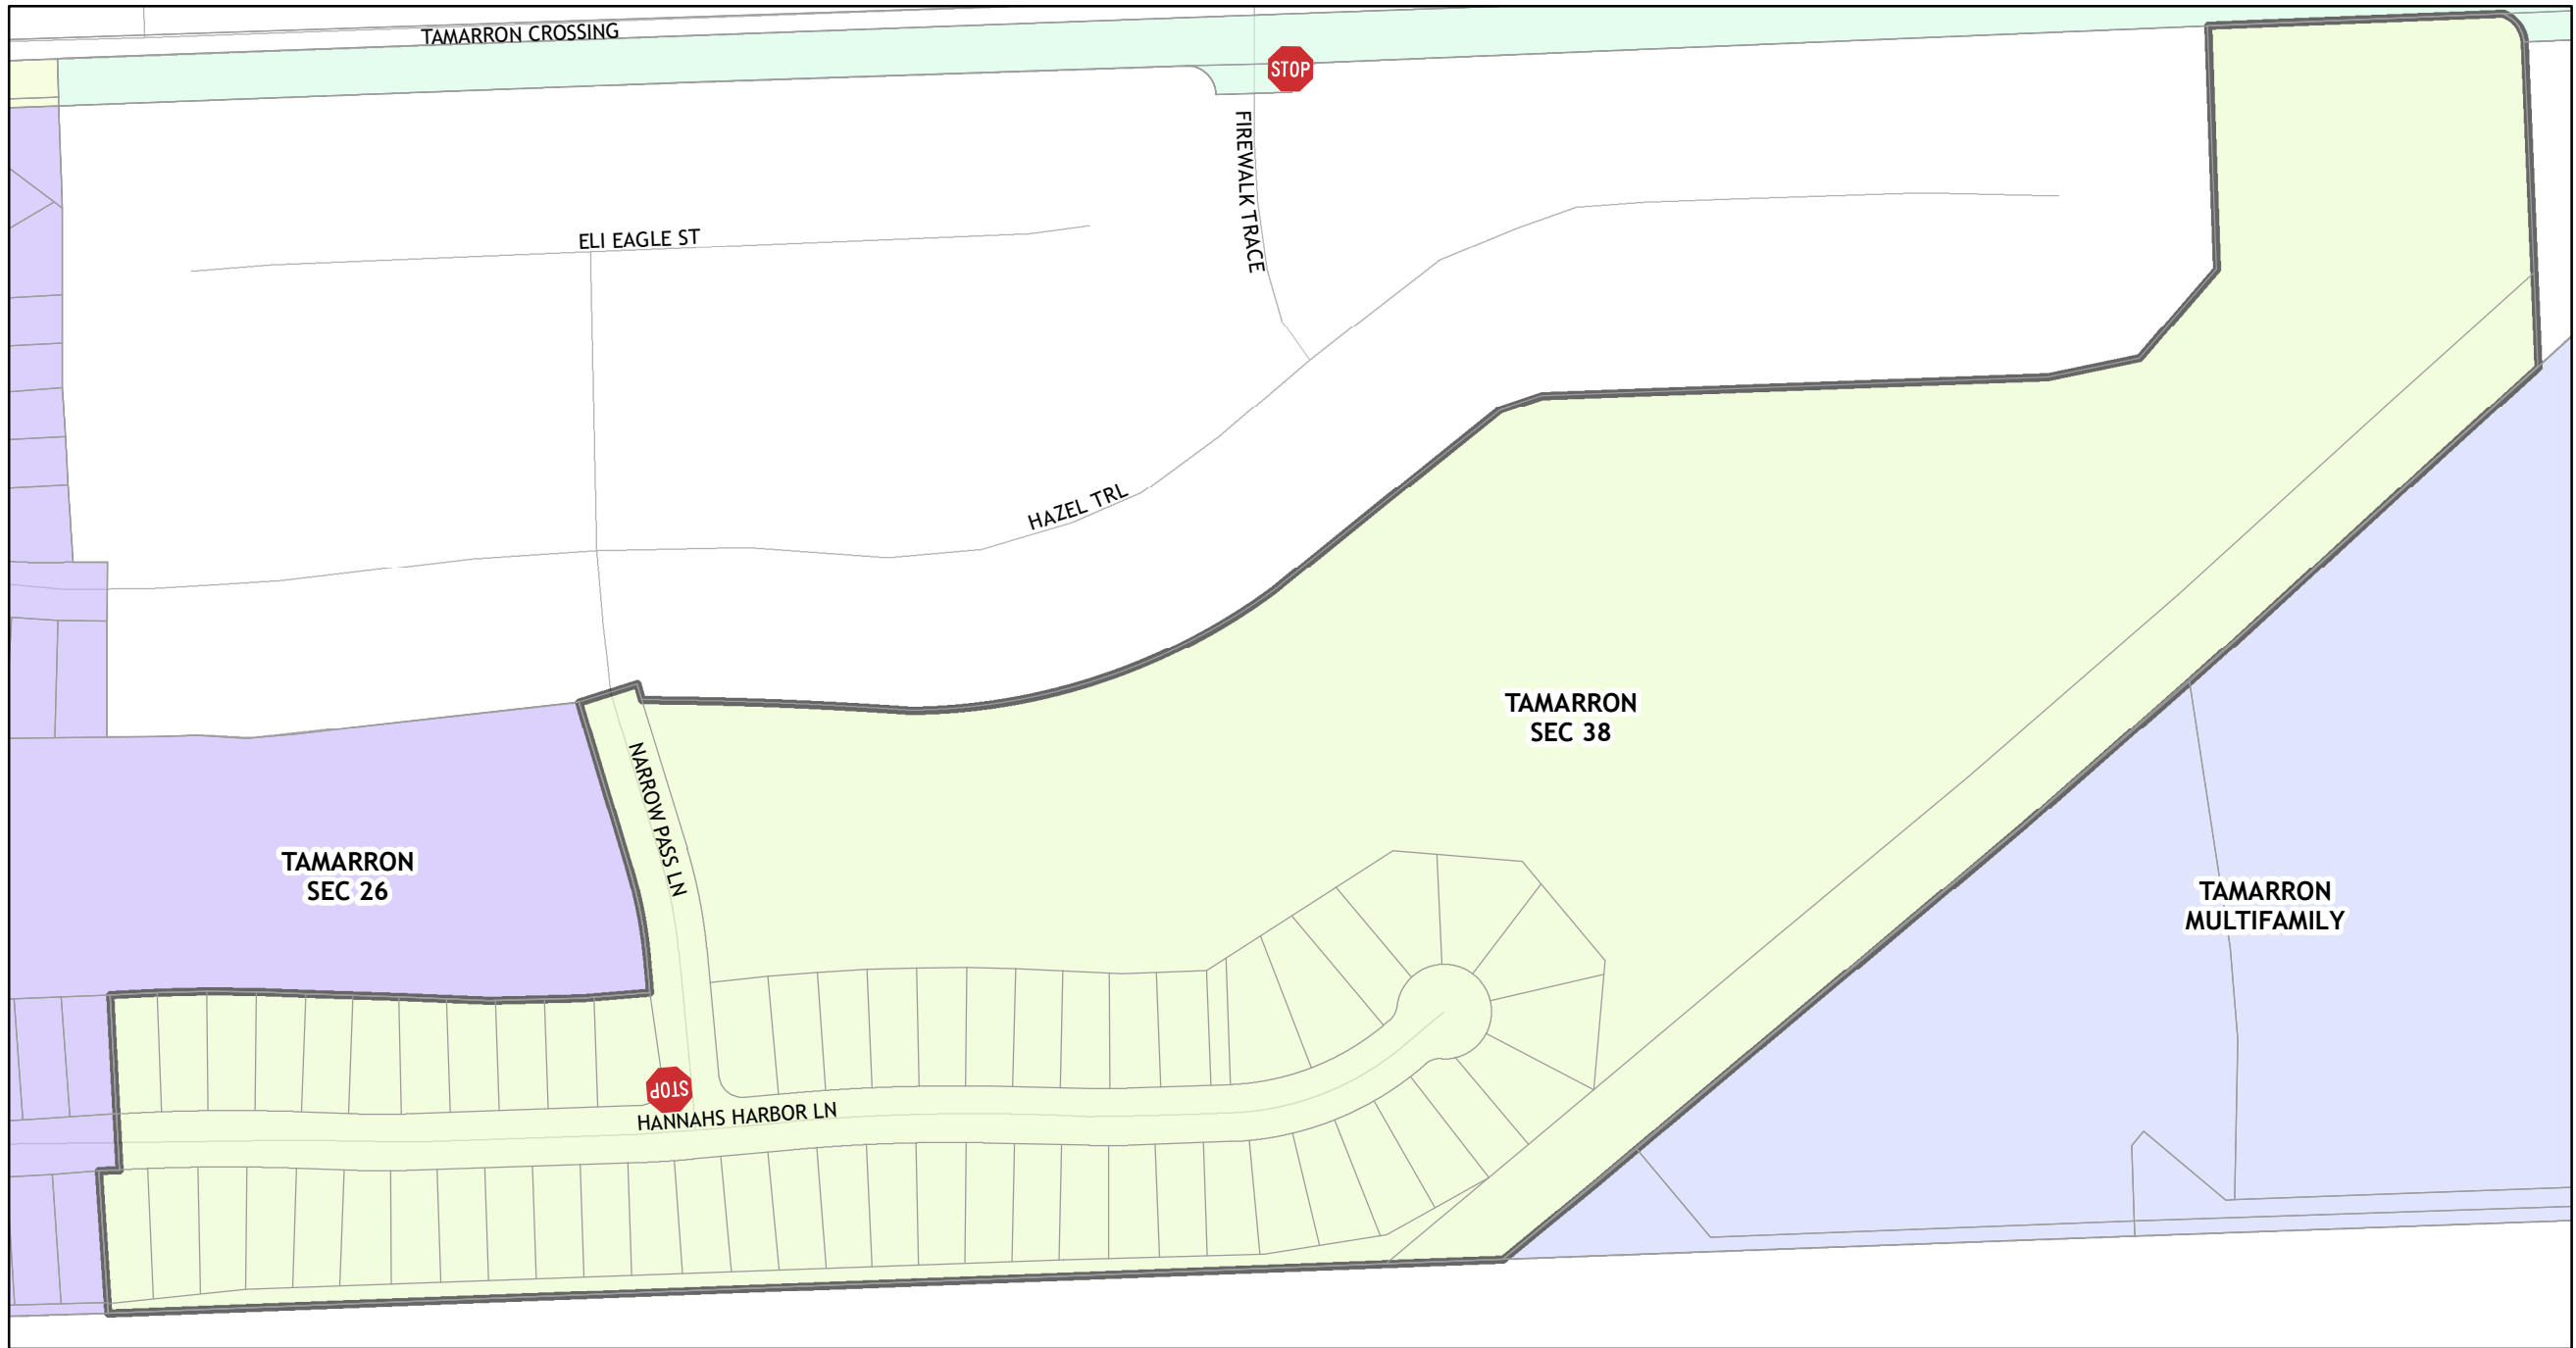 TAMARRON CROSSING
STOP
FIREWALK TRACE
ELI EAGLE ST
HAZEL TRL
TAMARRON
SEC 38
NARROW PASS LN
TAMARRON
SEC 26
TAMARRON
MULTIFAMILY
STOP
HANNAHS HARBOR LN